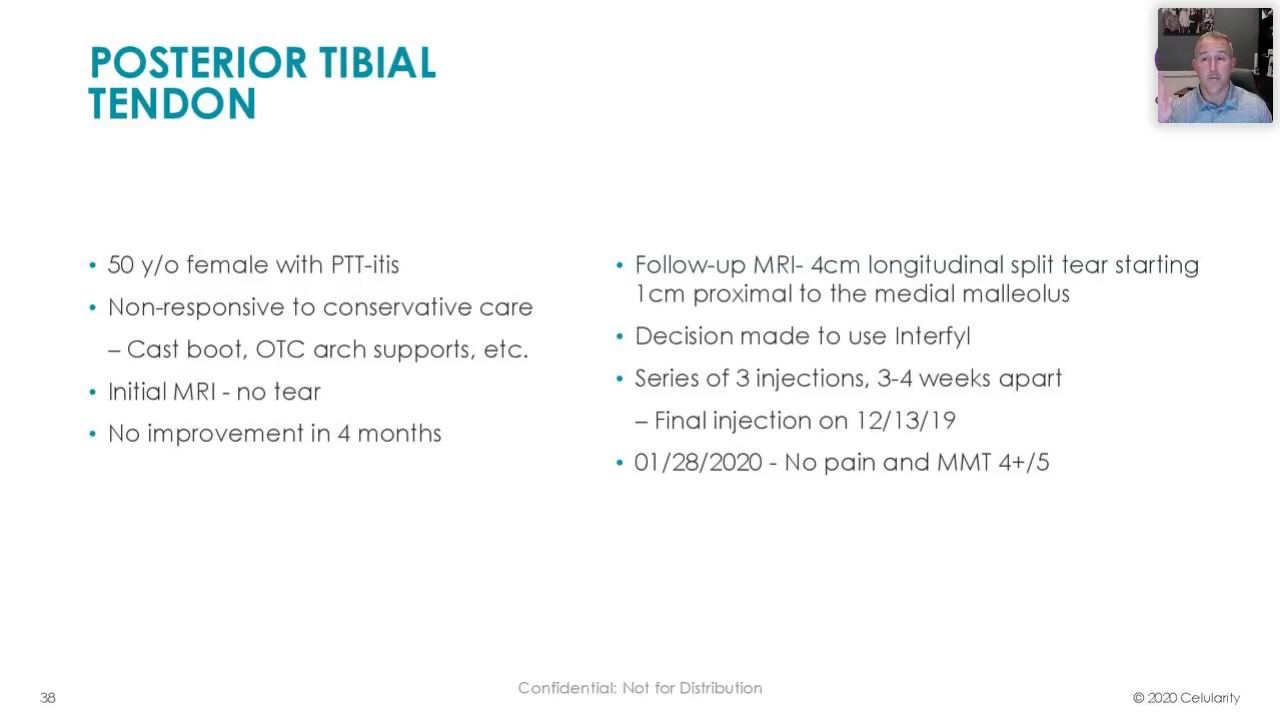 POSTERIOR TIBIAL
TENDON
• 50 y/o female with PTT-itis
• Non-responsive to conservative care
– Cast boot, OTC arch supports, etc.
• Initial MRI - no tear
• No improvement in 4 months
• Follow-up MRI- 4cm longitudinal split tear starting
1cm proximal to the medial malleolus
• Decision made to use Interfyl
• Series of 3 injections, 3-4 weeks apart
– Final injection on 12/13/19
• 01/28/2020 - No pain and MMT 4+/5
38
Confidential: Not for Distribution
© 2020 Celularity